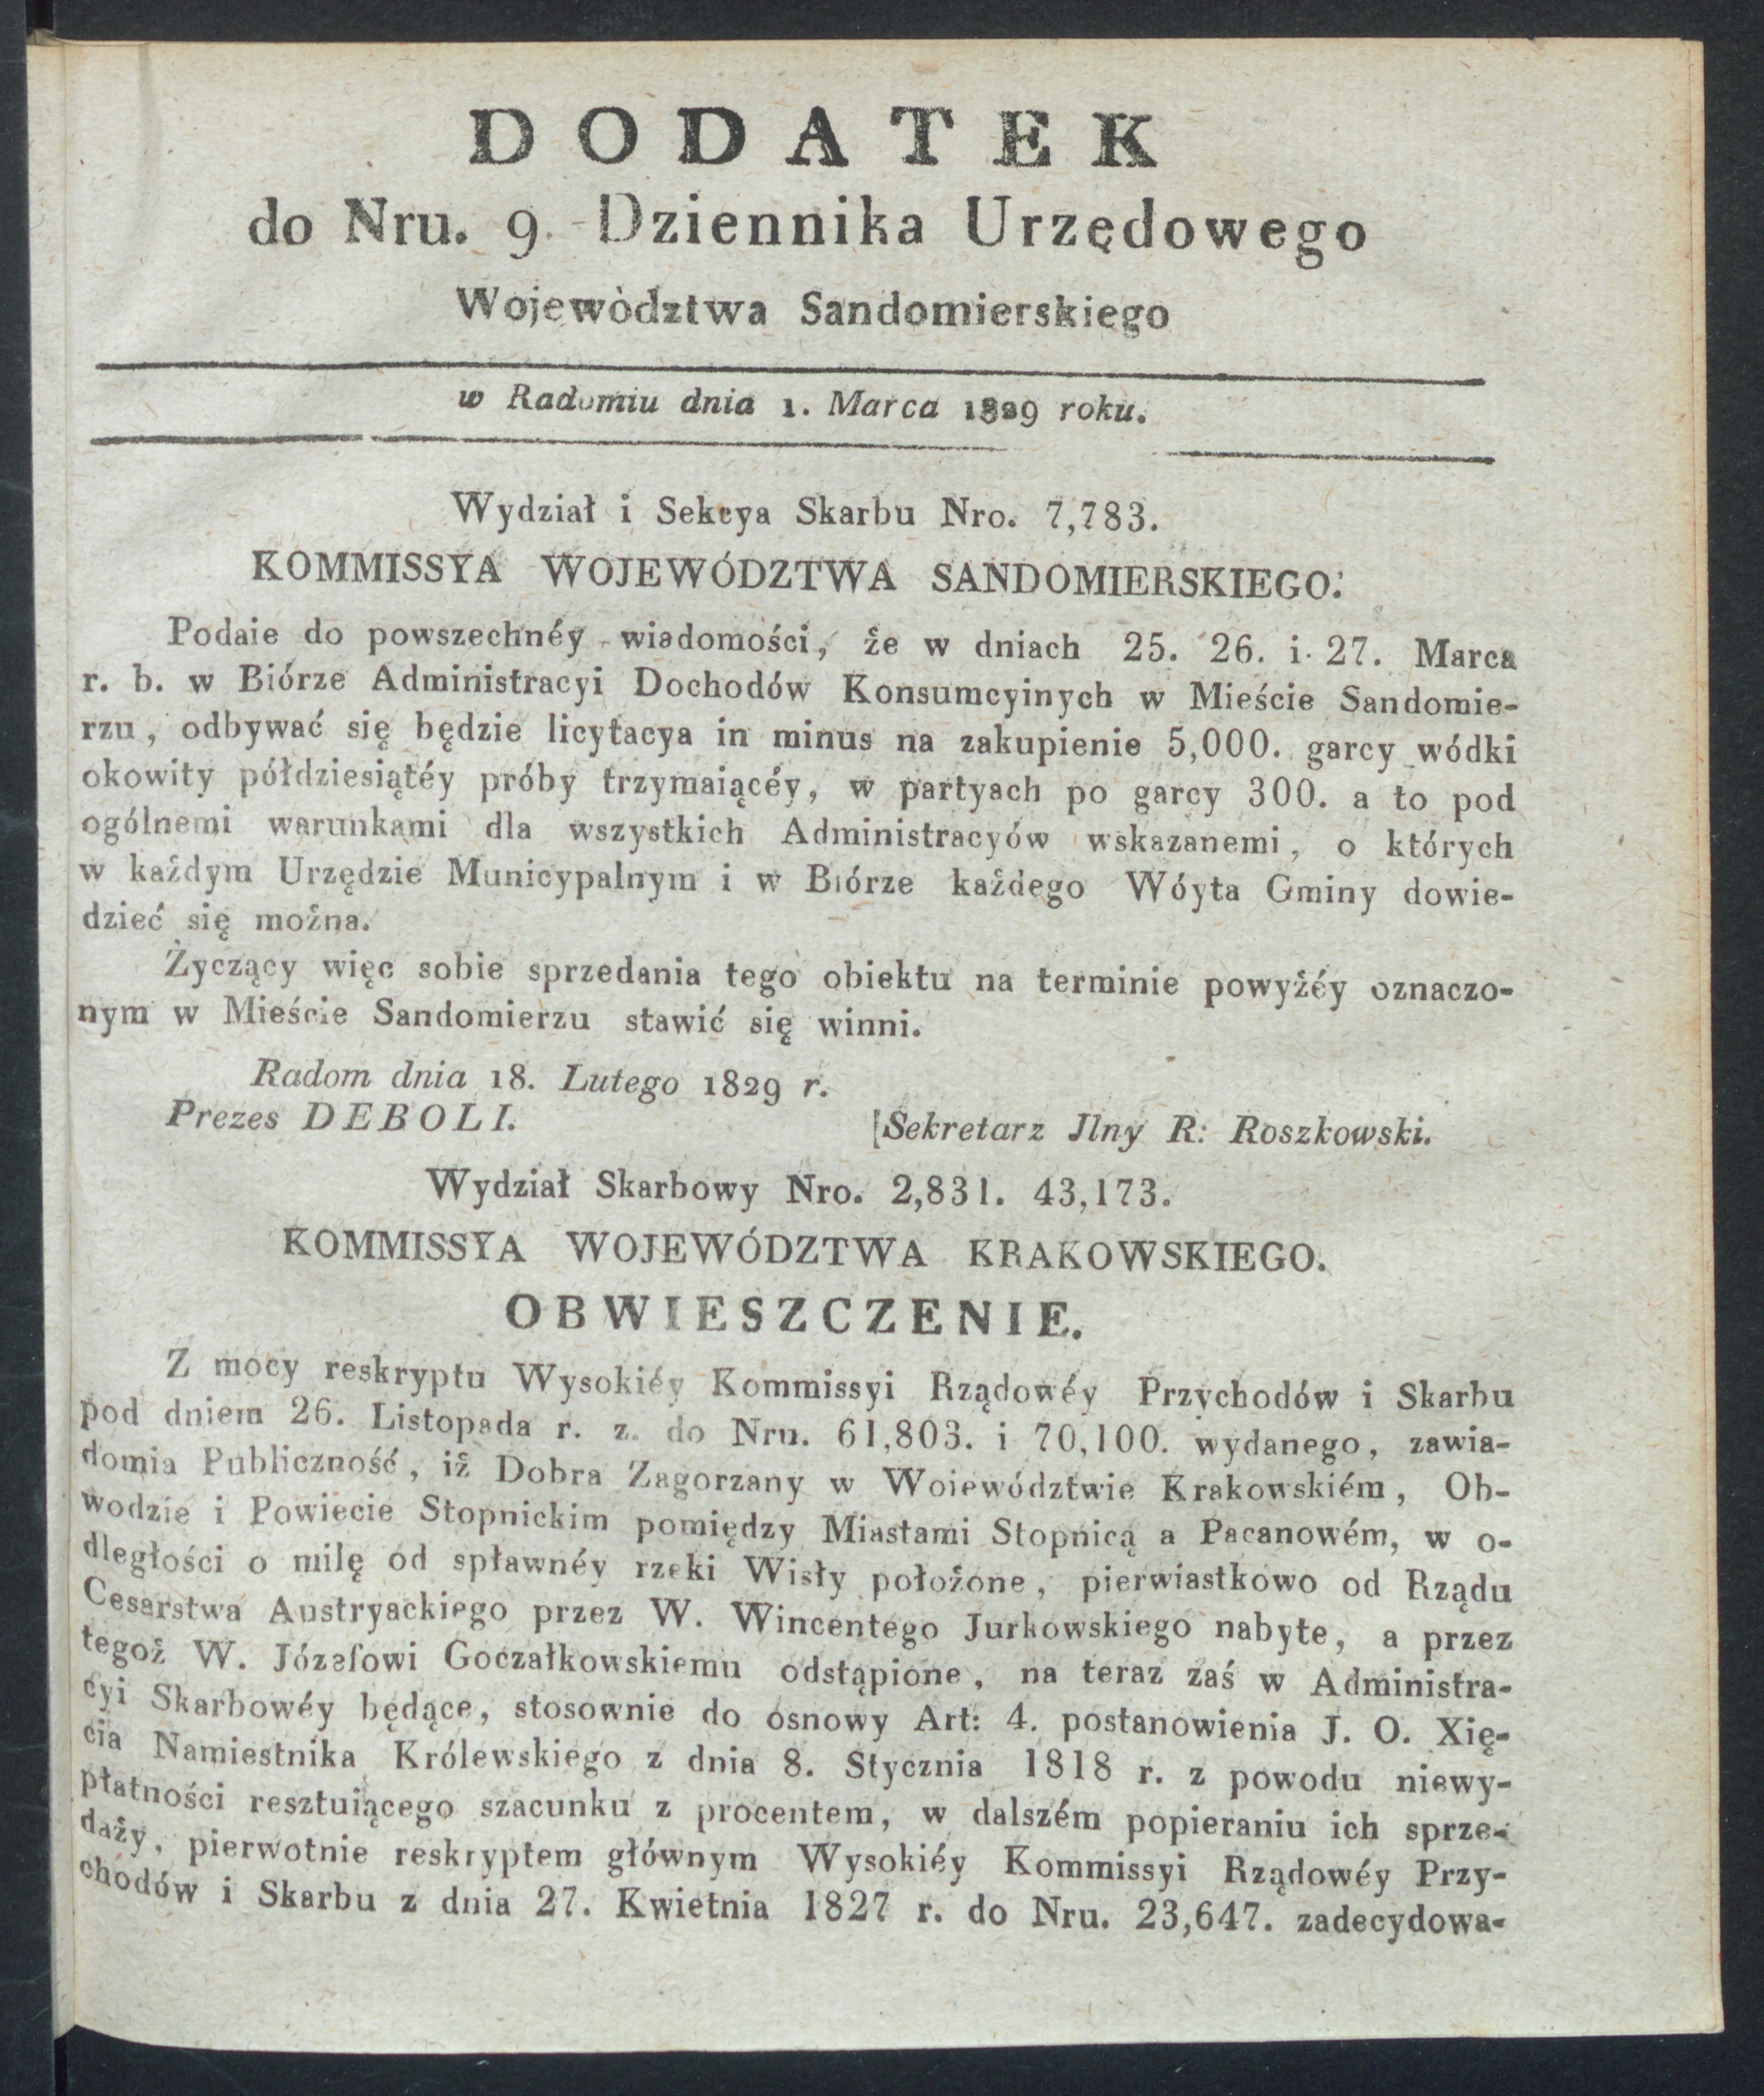 DODATEK
do Nru. 9 Dziennika Urzędowego
Województwa Sandomierskiego
w Radomiu dnia 1. Marca 1829 roku.
Wydział i Sekcya Skarbu Nro. 7,783.
KOMMISSYA WOJEWÓDZTWA SANDOMIERSKIEGO.
Podaie do powszechnéy wiadomości, że w dniach 25. 26. i 27. Marca
r. b. w Biórze Administracyi Dochodów Konsumcyinych w Mieście Sandomie-
rzu, odbywać się będzie licytacya in minus na zakupienie 5,000. garcy wódki
okowity półdziesiątéy próby trzymaiącéy, w partyach po garcy 300. a to pod
ogólnemi warunkami dla wszystkich Administracyów wskazanemi, o których
w każdym Urzędzie Municypalnym i w Biórze każdego Wóyta Gminy dowie-
dzieć się można.
Życzący więc sobie sprzedania tego obiektu na terminie powyżéy oznaczo-
nym w Mieście Sandomierzu stawić się winni.
Radom dnia 18. Lutego 1829 r.
Prezes DEBOLI. [Sekretarz Jlny R: Roszkowski.
Wydział Skarbowy Nro. 2,831. 43,173.
KOMMISSYA WOJEWÓDZTWA KRAKOWSKIEGO.
OBWIESZCZENIE.
Z mocy reskryptu Wysokiéy Kommissyi Rządowéy Przychodów i Skarbu
pod dniem 26. Listopada r. z. do Nru. 61,803. i 70,100. wydanego, zawia-
domia Publiczność, iż Dobra Zagorzany w Woiewództwie Krakowskiém, Ob-
wodzie i Powiecie Stopnickim pomiędzy Miastami Stopnicą a Pacanowém, w o-
dległości o milę od spławnéy rzeki Wisły położone, pierwiastkowo od Rządu
Cesarstwa Austryackiego przez W. Wincentego Jurkowskiego nabyte, a przez
tegoż W. Józefowi Goczałkowskiemu odstąpione, na teraz zaś w Administra-
cyi Skarbowéy będące, stosownie do osnowy Art: 4. postanowienia J. O. Xię-
cia Namiestnika Królewskiego z dnia 8. Stycznia 1818 r. z powodu niewy-
płatności resztuiącego szacunku z procentem, w dalszém popieraniu ich sprze-
daży, pierwotnie reskryptem głównym Wysokiéy Kommissyi Rządowéy Przy-
chodów i Skarbu z dnia 27. Kwietnia 1827 r. do Nru. 23,647. zadecydowa-